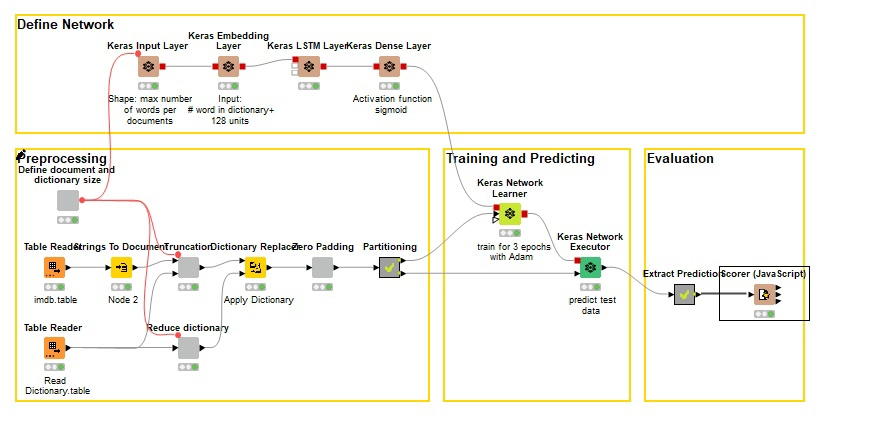 Define Network
Keras Input Layer
Keras Embedding
Layer
Keras LSTM Layer
Keras Dense Layer
Shape: max number
of words per
documents
Input:
# word in dictionary+
128 units
Activation function
sigmoid
Preprocessing
Define document and
dictionary size
Table Reader
Strings To Document
Truncation
Dictionary Replacer
Zero Padding
Partitioning
imdb.table
Node 2
Apply Dictionary
Table Reader
Reduce dictionary
Read
Dictionary.table
Training and Predicting
Keras Network
Learner
train for 3 epochs
with Adam
Keras Network
Executor
predict test
data
Evaluation
Extract Prediction
Scorer (JavaScript)